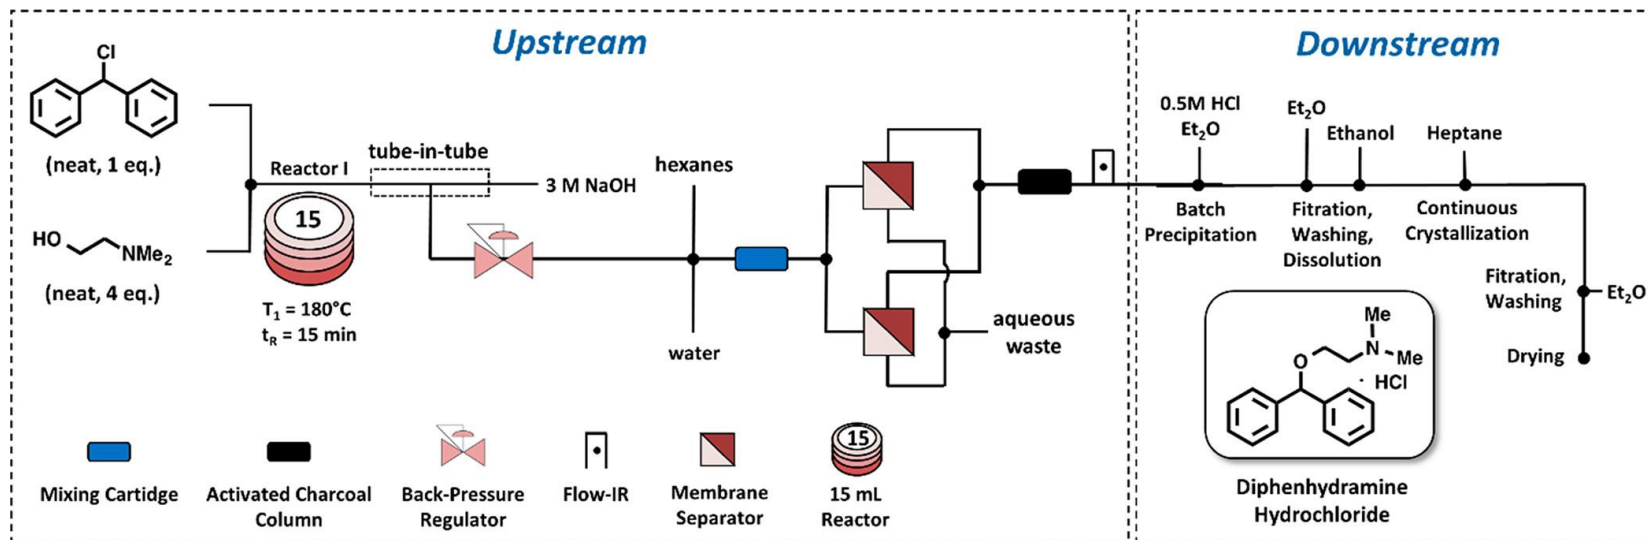 Upstream
Downstream
Cl
(neat, 1 eq.)
HO
NMe₂
(neat, 4 eq.)
Reactor I
15
T₁ = 180°C
tᵣ = 15 min
tube-in-tube
3 M NaOH
hexanes
water
aqueous
waste
0.5M HCl
Et₂O
Et₂O
Ethanol
Heptane
Batch
Precipitation
Fitration,
Washing,
Dissolution
Continuous
Crystallization
Fitration,
Washing
Et₂O
Drying
Me
N
Me
O
· HCl
Diphenhydramine
Hydrochloride
Mixing Cartidge
Activated Charcoal
Column
Back-Pressure
Regulator
Flow-IR
Membrane
Separator
15
15 mL
Reactor